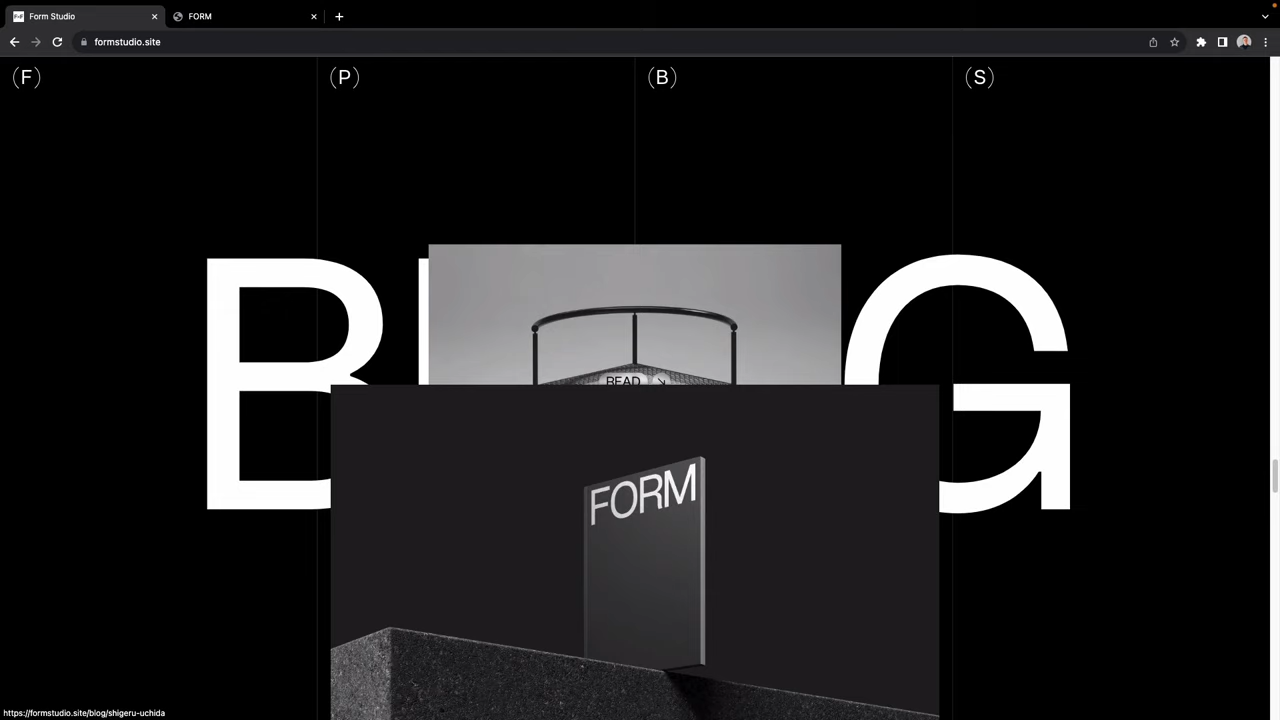 Form Studio
FORM
formstudio.site
(F) (P) (B) (S)
READ
FORM
https://formstudio.site/blog/shigeru-uchida